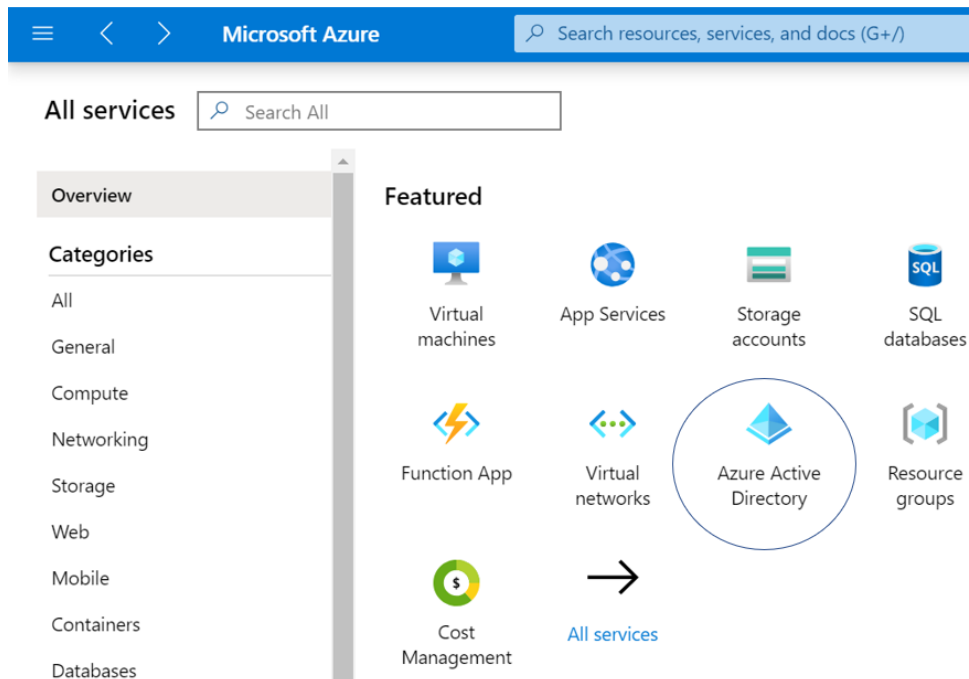 Microsoft Azure
Search resources, services, and docs (G+/)
All services
Search All
Overview
Categories
All
General
Compute
Networking
Storage
Web
Mobile
Containers
Databases
Featured
Virtual
machines
App Services
Storage
accounts
SQL
SQL
databases
Function App
Virtual
networks
Azure Active
Directory
Resource
groups
$
Cost
Management
All services